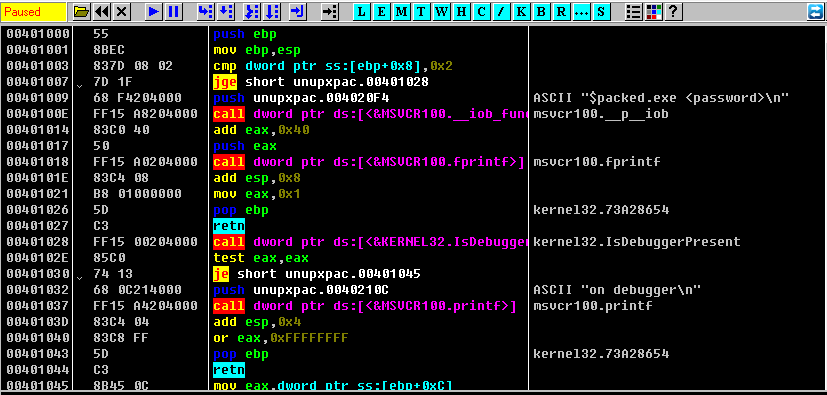 Paused L E M T W H C / K B R ... S ?
00401000 55 push ebp
00401001 8BEC mov ebp,esp
00401003 837D 08 02 cmp dword ptr ss:[ebp+0x8],0x2
00401007 7D 1F jge short unupxpac.00401028
00401009 68 F4204000 push unupxpac.004020F4 ASCII "$packed.exe <password>\n"
0040100E FF15 A8204000 call dword ptr ds:[<&MSVCR100.__iob_func msvcr100.__p__iob
00401014 83C0 40 add eax,0x40
00401017 50 push eax
00401018 FF15 A0204000 call dword ptr ds:[<&MSVCR100.fprintf>] msvcr100.fprintf
0040101E 83C4 08 add esp,0x8
00401021 B8 01000000 mov eax,0x1
00401026 5D pop ebp kernel32.73A28654
00401027 C3 retn
00401028 FF15 00204000 call dword ptr ds:[<&KERNEL32.IsDebugger kernel32.IsDebuggerPresent
0040102E 85C0 test eax,eax
00401030 74 13 je short unupxpac.00401045
00401032 68 0C214000 push unupxpac.0040210C ASCII "on debugger\n"
00401037 FF15 A4204000 call dword ptr ds:[<&MSVCR100.printf>] msvcr100.printf
0040103D 83C4 04 add esp,0x4
00401040 83C8 FF or eax,0xFFFFFFFF
00401043 5D pop ebp kernel32.73A28654
00401044 C3 retn
00401045 8B45 0C mov eax,dword ptr ss:[ebp+0xC]